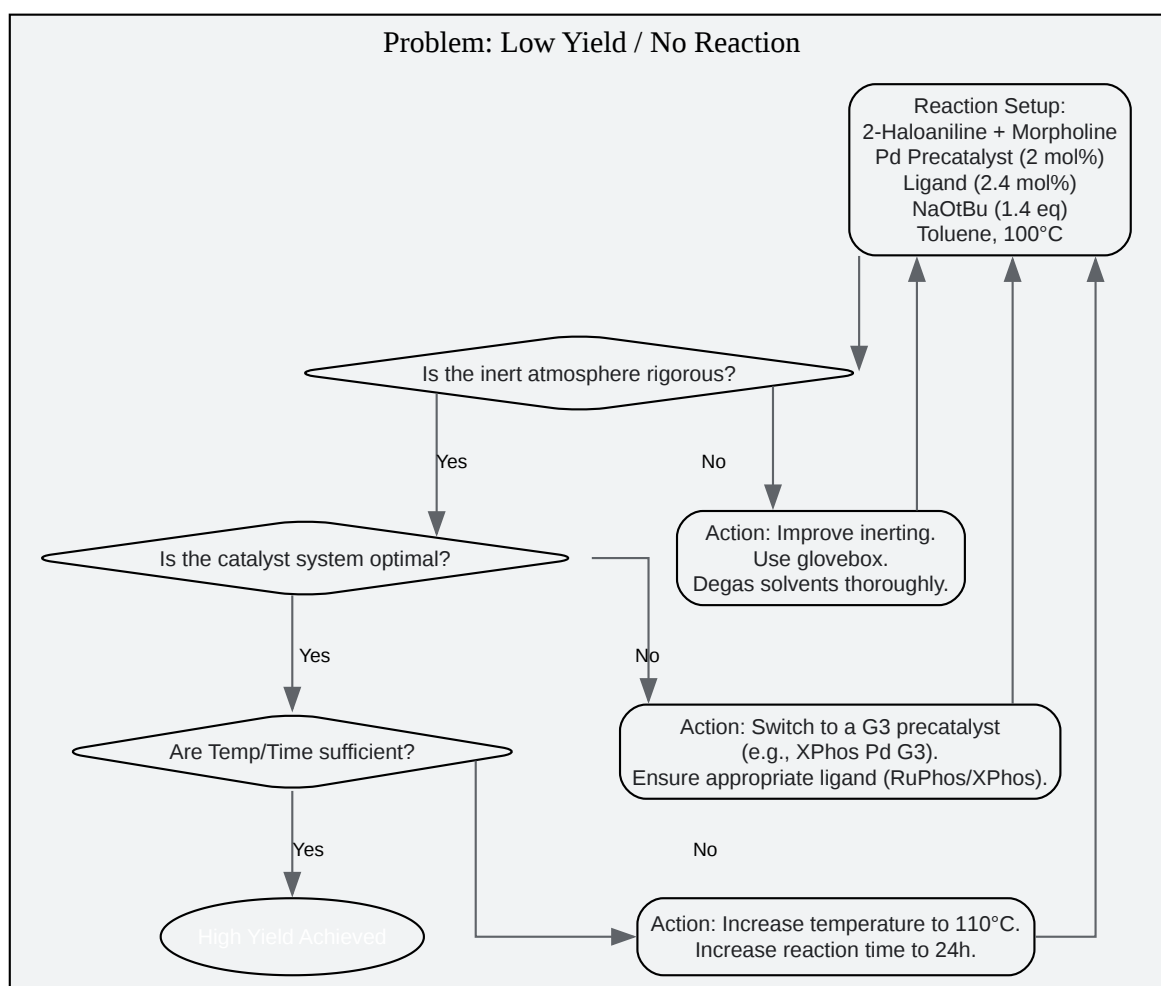 Problem: Low Yield / No Reaction
Reaction Setup:
2-Haloaniline + Morpholine
Pd Precatalyst (2 mol%)
Ligand (2.4 mol%)
NaOtBu (1.4 eq)
Toluene, 100°C
Is the inert atmosphere rigorous?
Yes
No
Action: Improve inerting.
Use glovebox.
Degas solvents thoroughly.
Is the catalyst system optimal?
Yes
No
Action: Switch to a G3 precatalyst
(e.g., XPhos Pd G3).
Ensure appropriate ligand (RuPhos/XPhos).
Are Temp/Time sufficient?
Yes
No
High Yield Achieved
Action: Increase temperature to 110°C.
Increase reaction time to 24h.